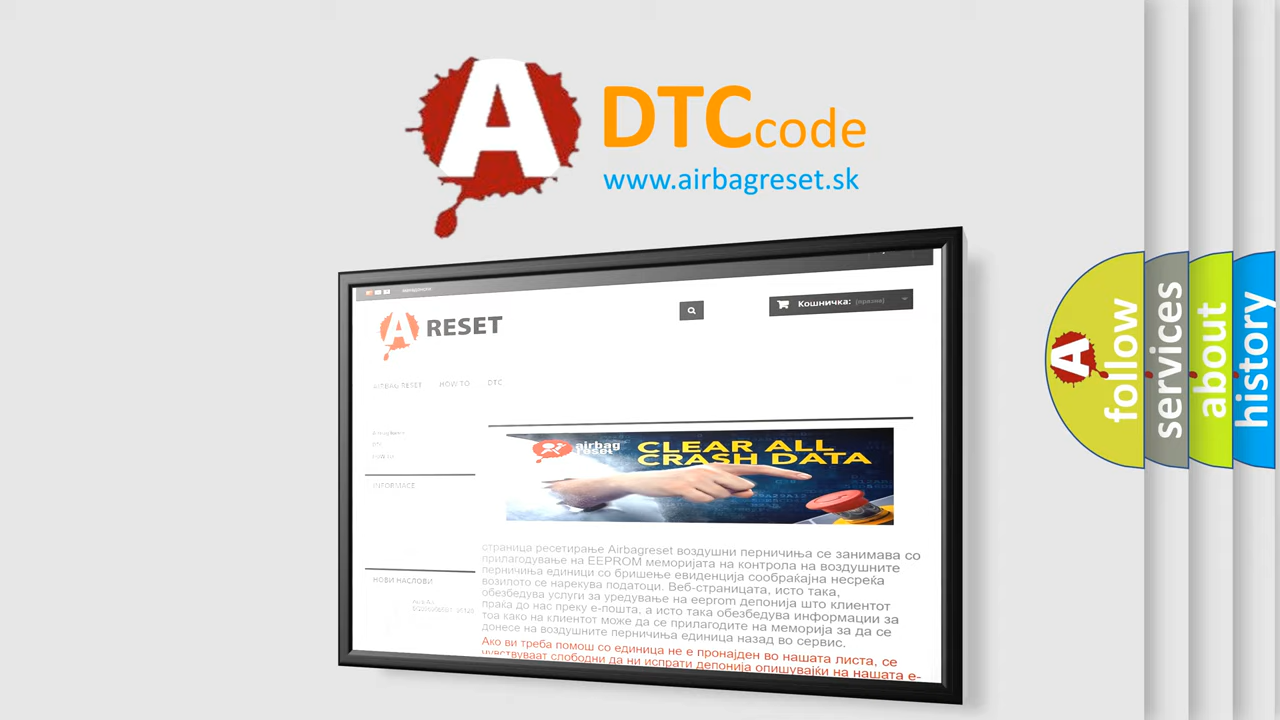 A
DTCcode
www.airbagreset.sk
Кошничка: (празни)
A RESET
AIRBAG RESET HOW TO DTC
airbag
reset
CLEAR ALL
CRASH DATA
INFORMACE
страница ресетирање Airbagreset воздушни перничиња се занимава со
прилагодување на EEPROM меморијата на контрола на воздушните
перничиња единици со бришење евиденција сообраќајна несреќа
возилото се нарекува податоци. Веб-страницата, исто така,
обезбедува услуги за уредување на eeprom депонија што клиентот
праќа до нас преку е-пошта, а исто така обезбедува информации за
тоа како на клиентот може да се прилагодите на меморија за да се
донесе на воздушните перничиња единица назад во сервис.
Ако ви треба помош со единица не е пронајден во нашата листа, се
чувствуваат слободни да ни испрати депонија опишувајќи на нашата е-
НОВИ НАСЛОВИ
A
follow
services
about
history